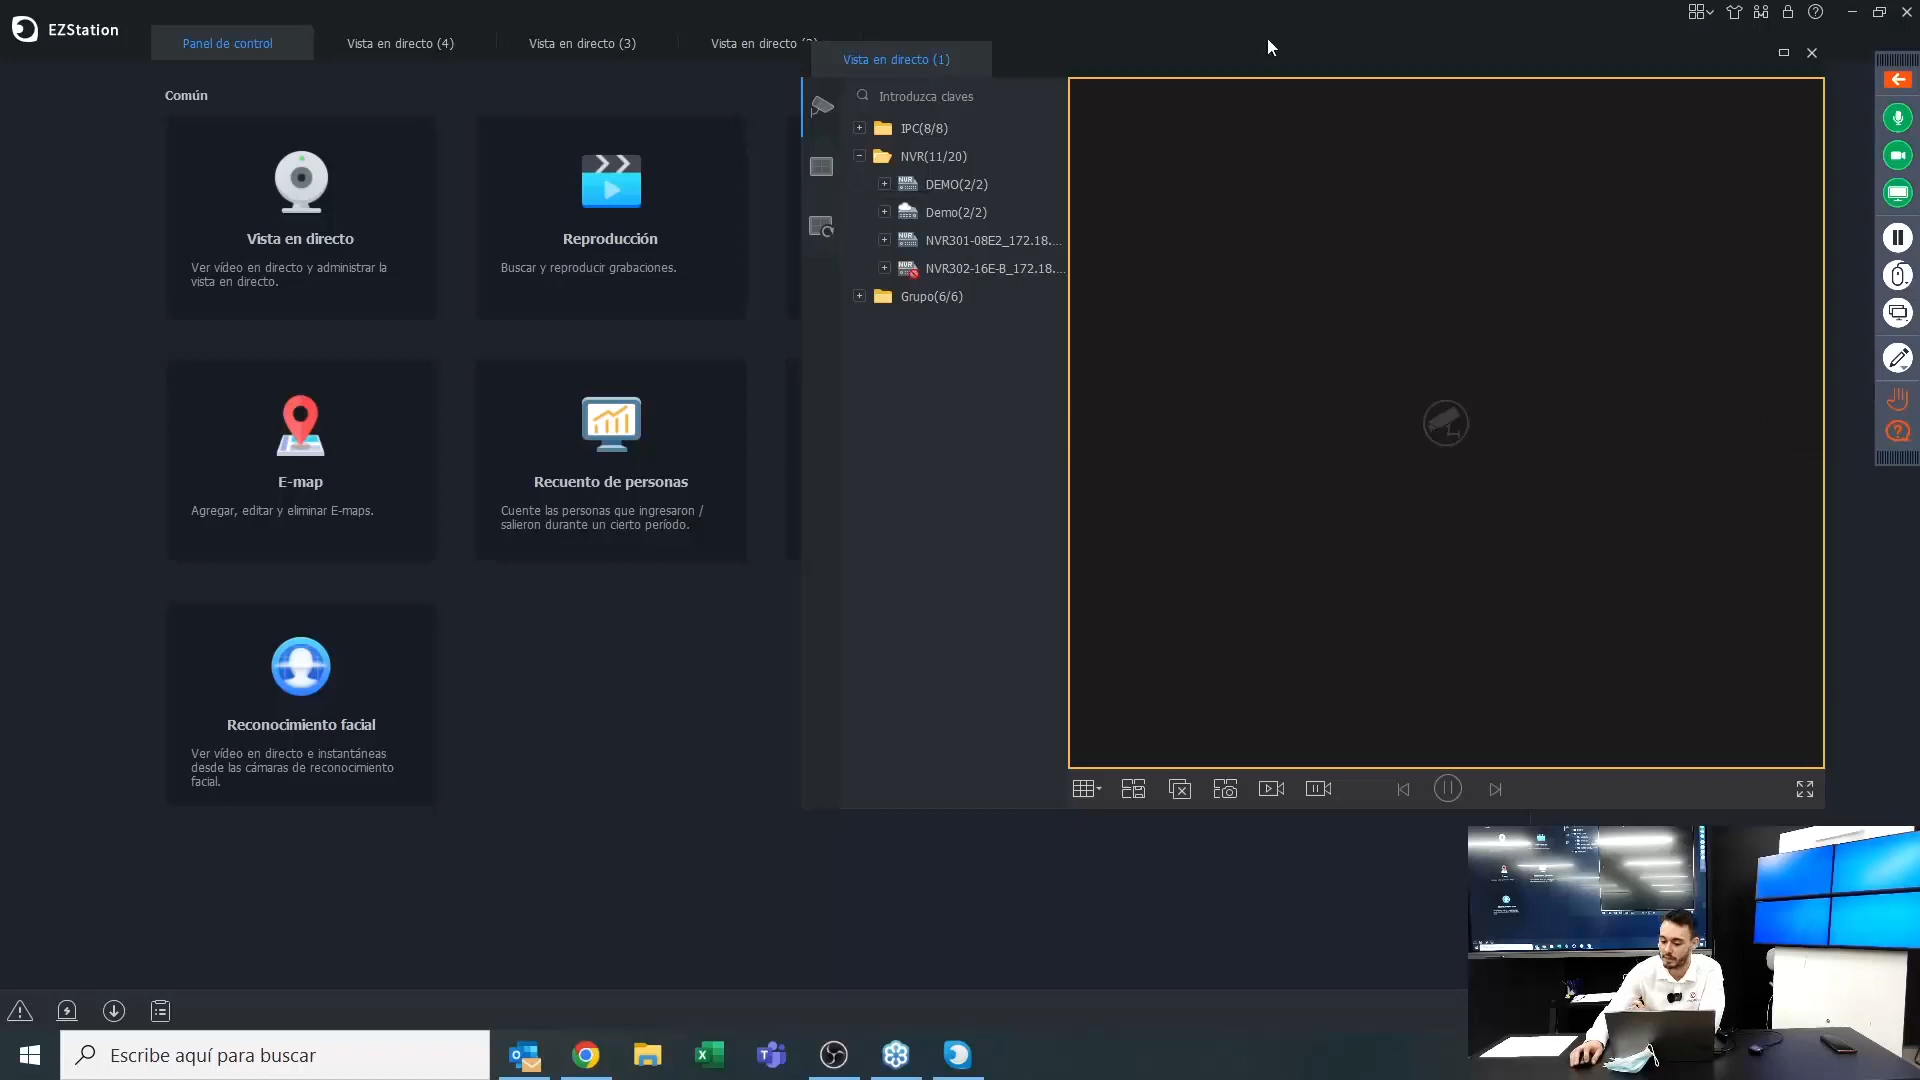 EZStation
Panel de control
Vista en directo (4)
Vista en directo (3)
Vista en directo
Vista en directo (1)
Común
Vista en directo
Ver vídeo en directo y administrar la
vista en directo.
Reproducción
Buscar y reproducir grabaciones.
E-map
Agregar, editar y eliminar E-maps.
Recuento de personas
Cuente las personas que ingresaron /
salieron durante un cierto período.
Reconocimiento facial
Ver vídeo en directo e instantáneas
desde las cámaras de reconocimiento
facial.
Introduzca claves
IPC(8/8)
NVR(11/20)
DEMO(2/2)
Demo(2/2)
NVR301-08E2_172.18....
NVR302-16E-B_172.18....
Grupo(6/6)
Escribe aquí para buscar